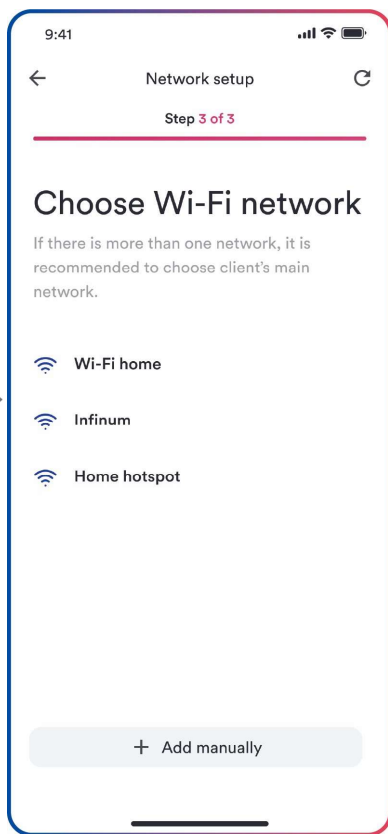 9:41
Network setup
Step 3 of 3
Choose Wi-Fi network
If there is more than one network, it is
recommended to choose client's main
network.
Wi-Fi home
Infinum
Home hotspot
+ Add manually